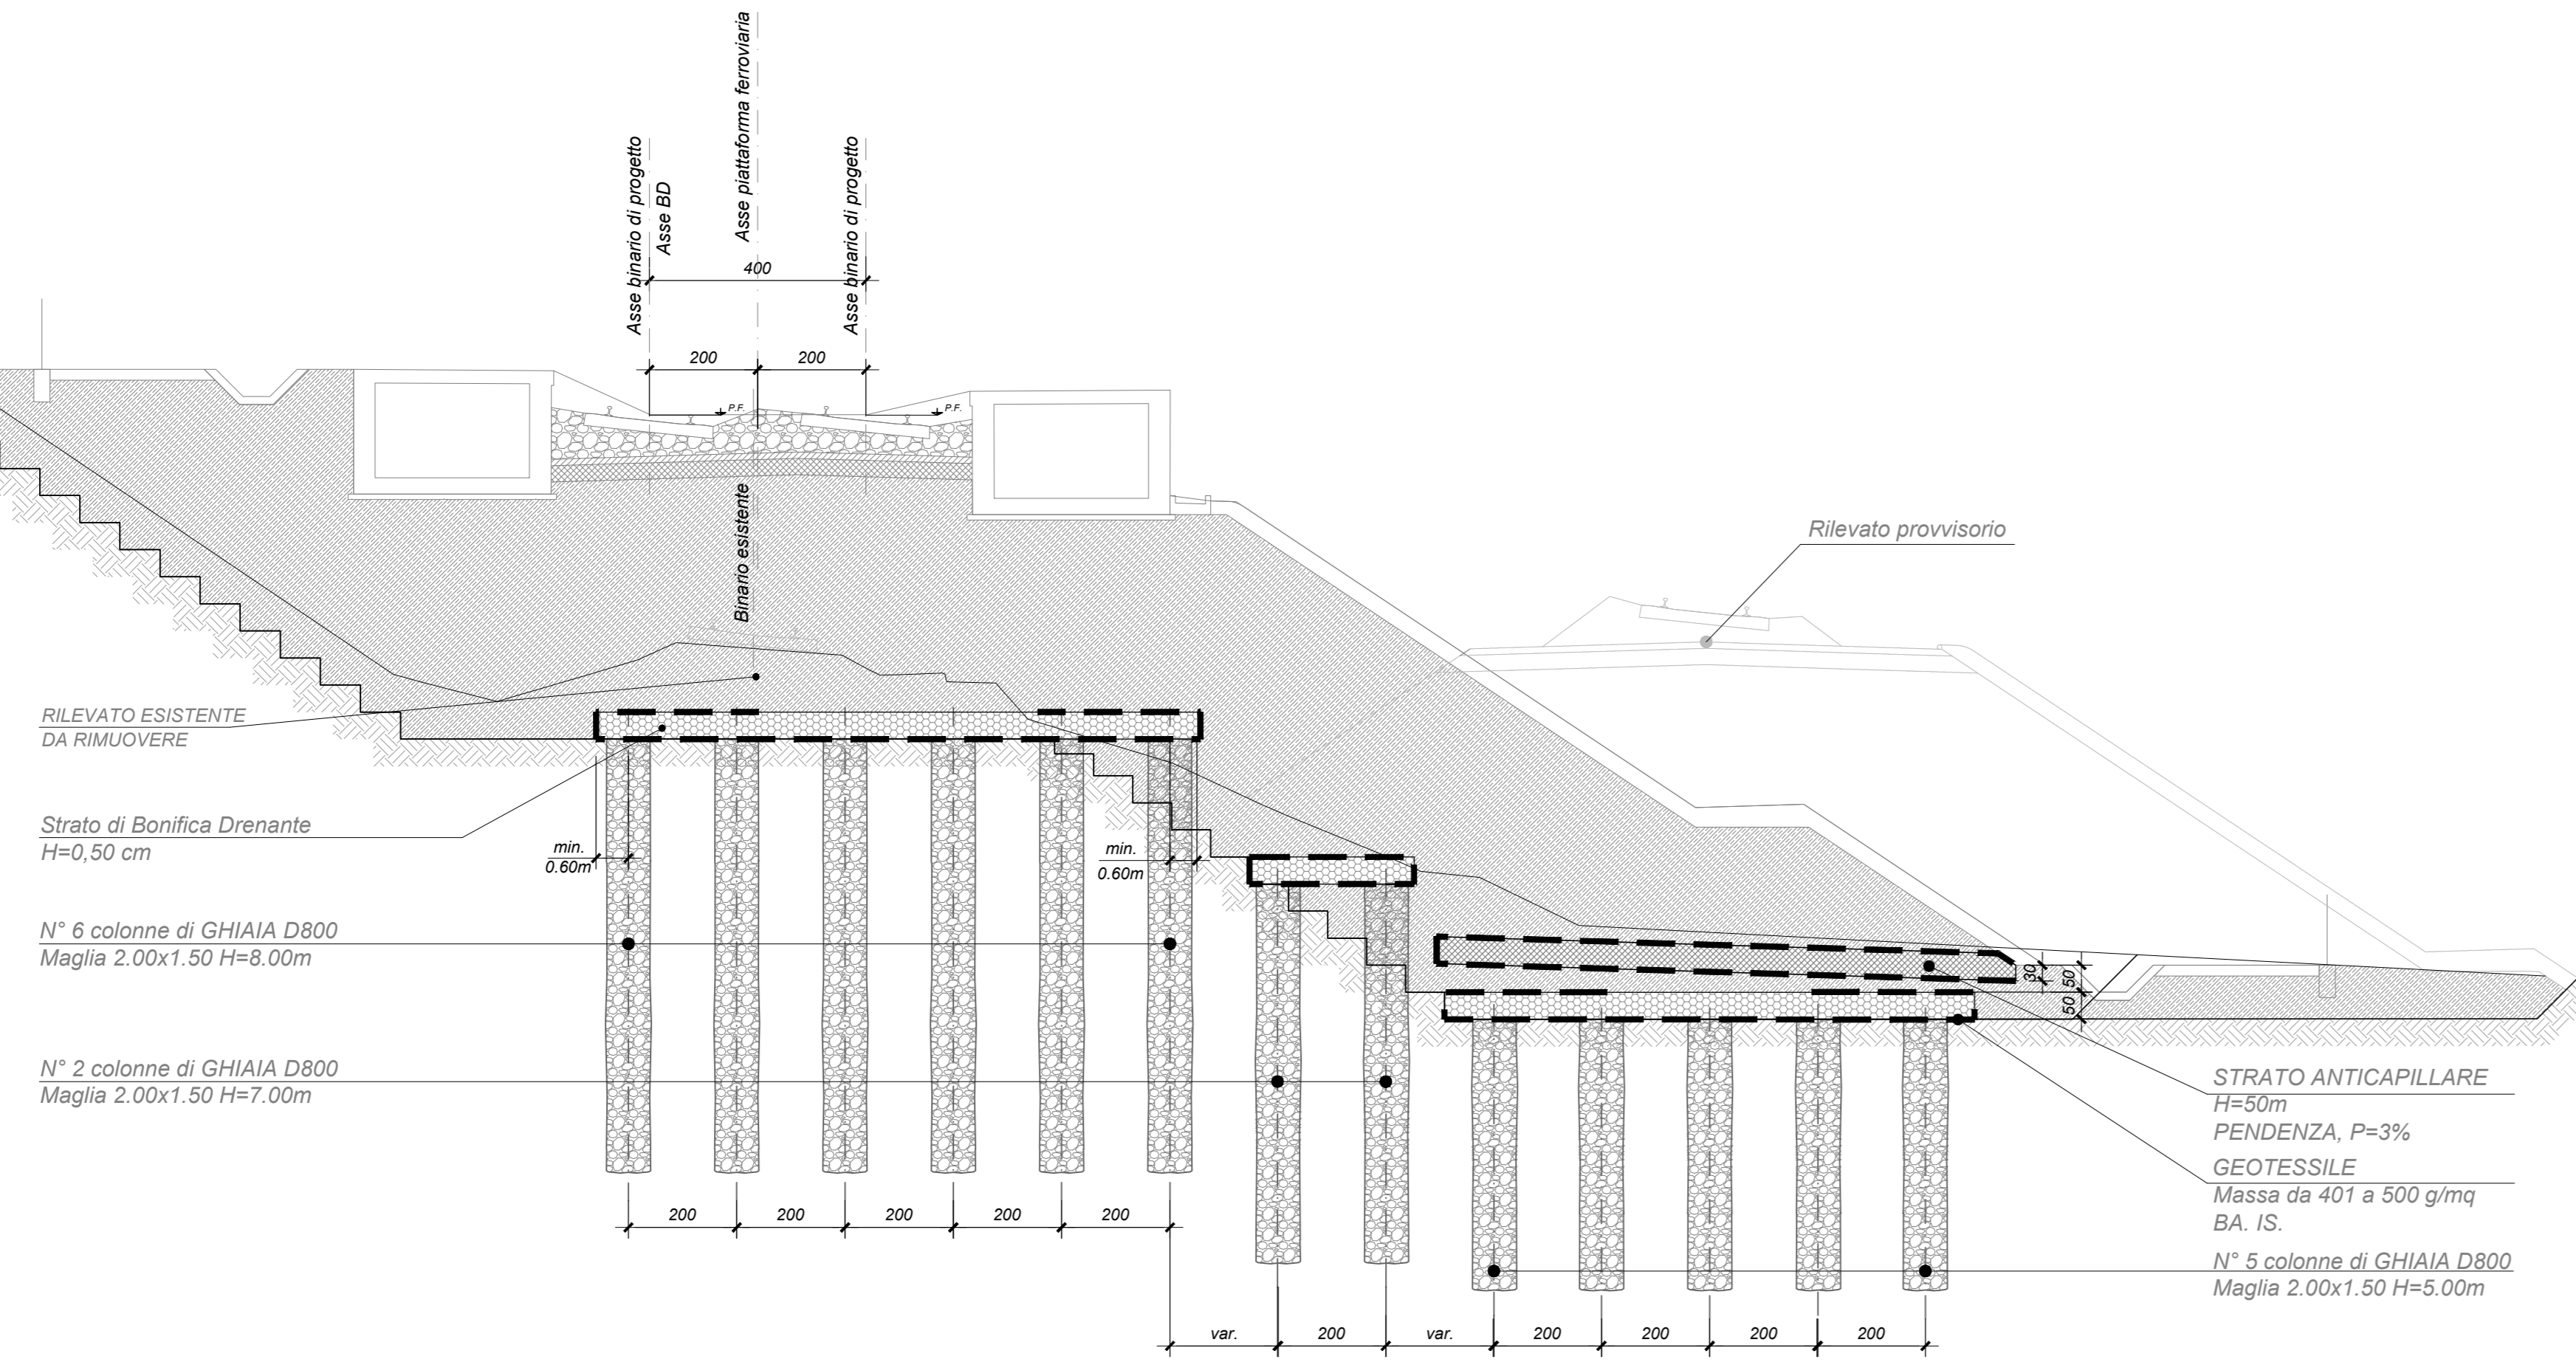 Asse binario di progetto
Asse BD
Asse piattaforma ferroviaria
Asse binario di progetto
400
200
200
P.F.
P.F.
Binario esistente
Rilevato provvisorio
RILEVATO ESISTENTE
DA RIMUOVERE
Strato di Bonifica Drenante
H=0,50 cm
min.
0.60m
min.
0.60m
N° 6 colonne di GHIAIA D800
Maglia 2.00x1.50 H=8.00m
30
50
50
N° 2 colonne di GHIAIA D800
Maglia 2.00x1.50 H=7.00m
STRATO ANTICAPILLARE
H=50m
PENDENZA, P=3%
GEOTESSILE
Massa da 401 a 500 g/mq
BA. IS.
N° 5 colonne di GHIAIA D800
Maglia 2.00x1.50 H=5.00m
200
200
200
200
200
var.
200
var.
200
200
200
200